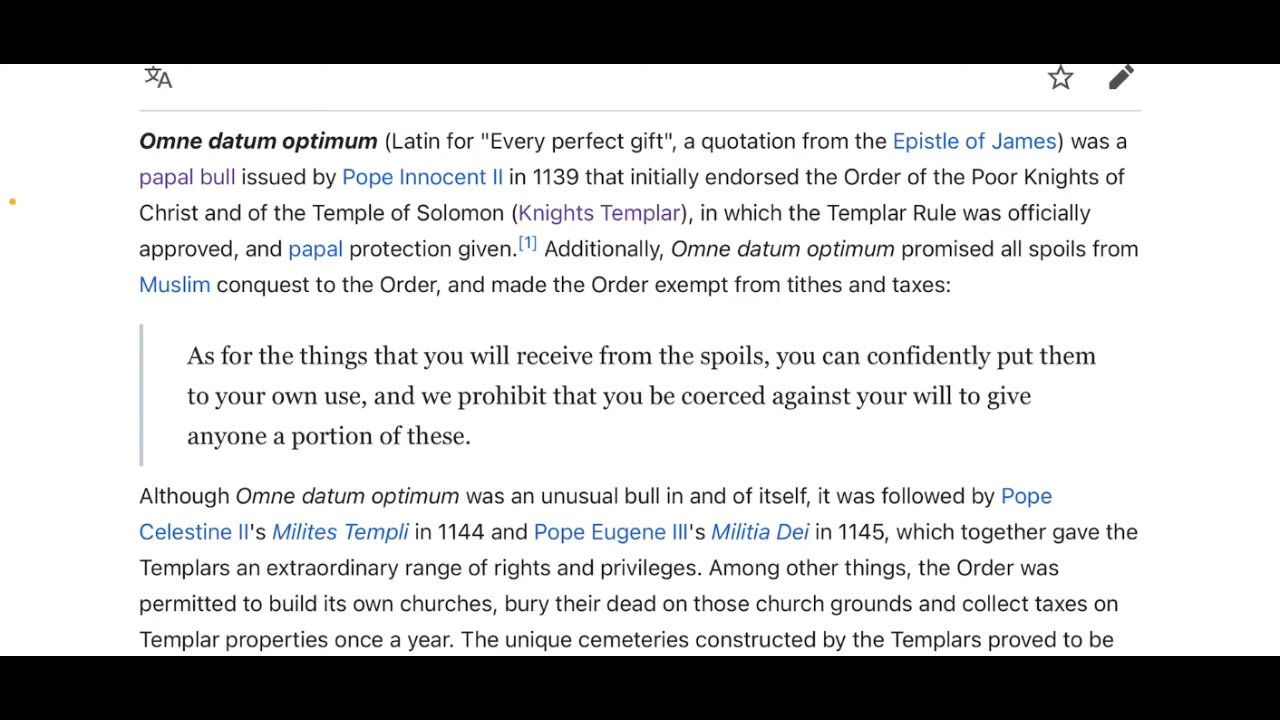 Omne datum optimum (Latin for "Every perfect gift", a quotation from the Epistle of James) was a
papal bull issued by Pope Innocent II in 1139 that initially endorsed the Order of the Poor Knights of
Christ and of the Temple of Solomon (Knights Templar), in which the Templar Rule was officially
approved, and papal protection given.[1] Additionally, Omne datum optimum promised all spoils from
Muslim conquest to the Order, and made the Order exempt from tithes and taxes:
As for the things that you will receive from the spoils, you can confidently put them
to your own use, and we prohibit that you be coerced against your will to give
anyone a portion of these.
Although Omne datum optimum was an unusual bull in and of itself, it was followed by Pope
Celestine II's Milites Templi in 1144 and Pope Eugene III's Militia Dei in 1145, which together gave the
Templars an extraordinary range of rights and privileges. Among other things, the Order was
permitted to build its own churches, bury their dead on those church grounds and collect taxes on
Templar properties once a year. The unique cemeteries constructed by the Templars proved to be